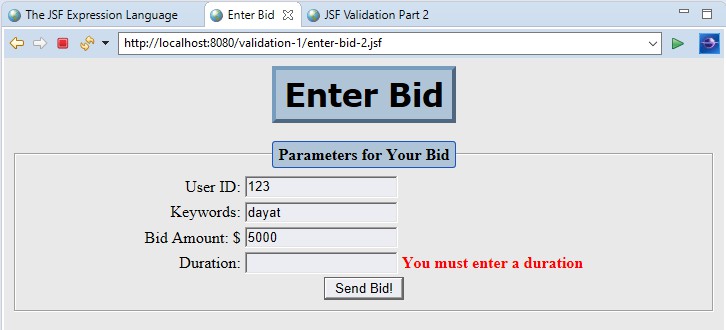 The JSF Expression Language Enter Bid JSF Validation Part 2
http://localhost:8080/validation-1/enter-bid-2.jsf
Enter Bid
Parameters for Your Bid
User ID: 123
Keywords: dayat
Bid Amount: $ 5000
Duration: You must enter a duration
Send Bid!